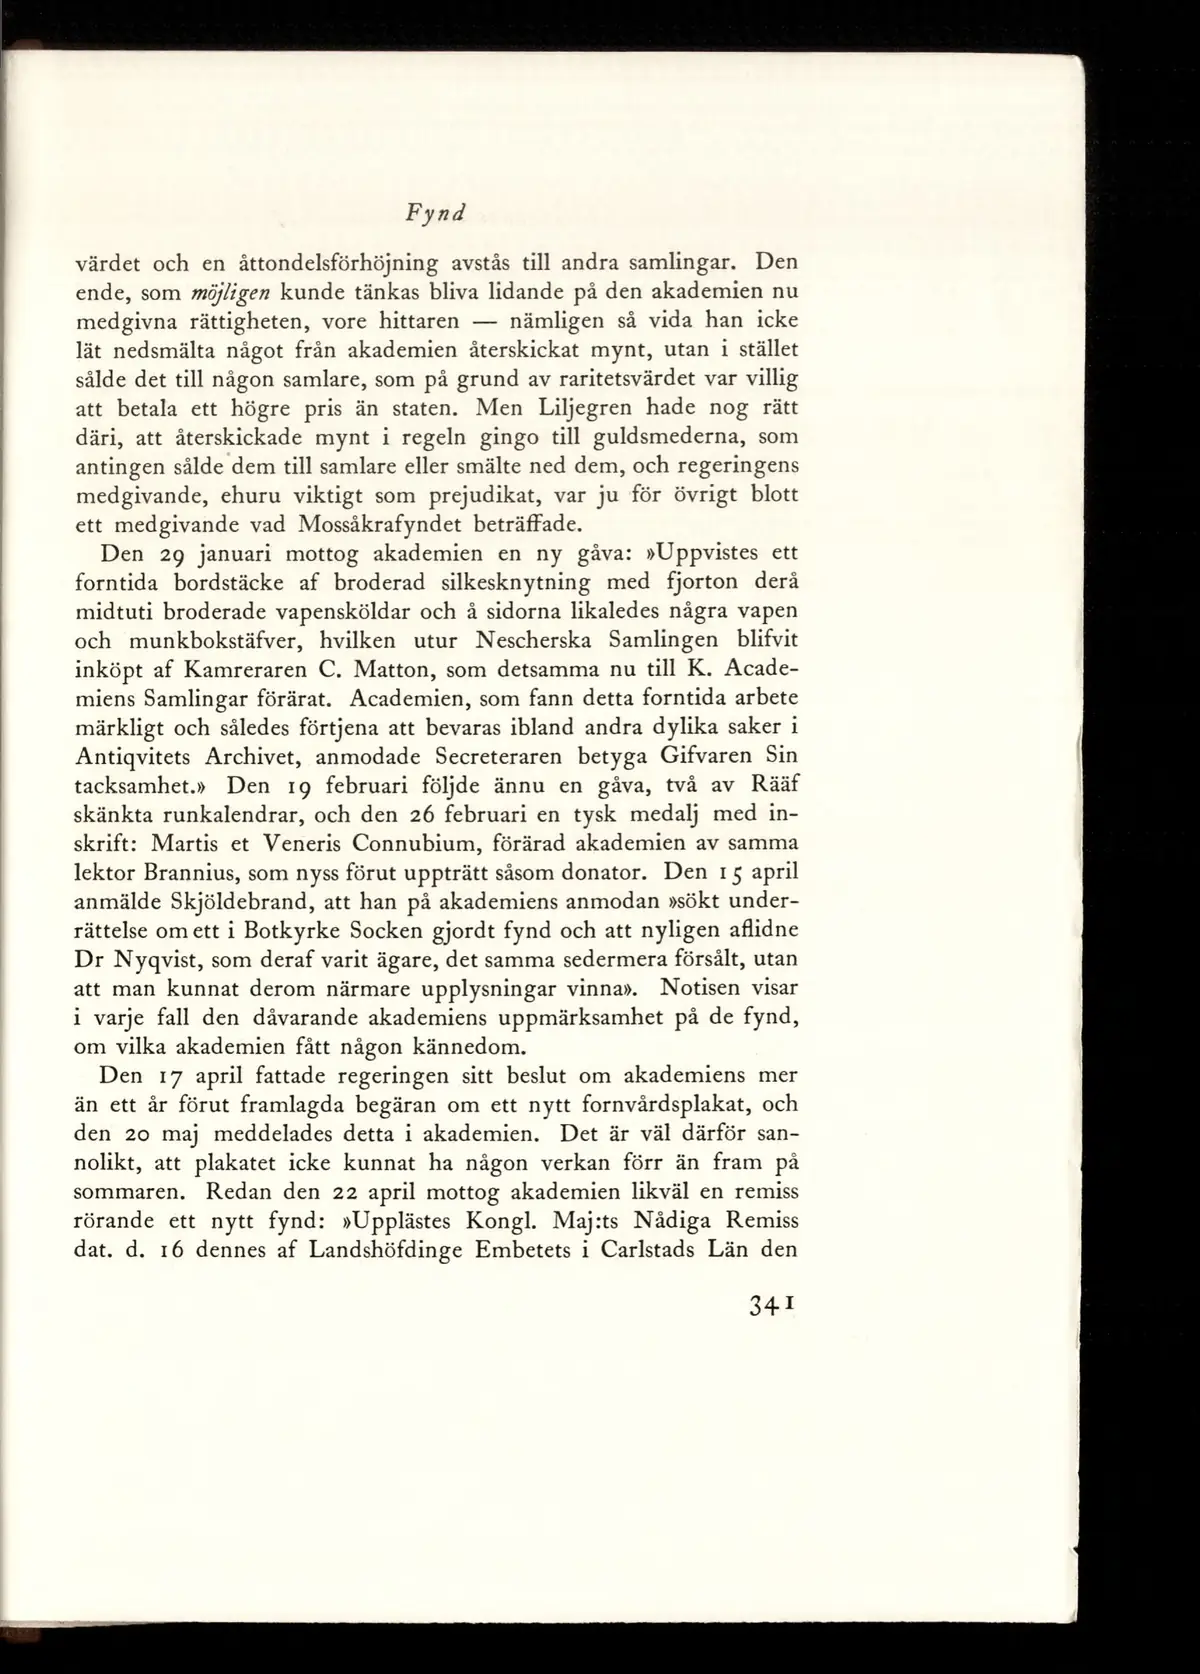 Fynd
värdet och en åttondelsförhöjning avstås till andra samlingar. Den
ende, som möjligen kunde tänkas bliva lidande på den akademien nu
medgivna rättigheten, vore hittaren — nämligen så vida han icke
lät nedsmälta något från akademien återskickat mynt, utan i stället
sålde det till någon samlare, som på grund av raritetsvärdet var villig
att betala ett högre pris än staten. Men Liljegren hade nog rätt
däri, att återskickade mynt i regeln gingo till guldsmederna, som
antingen sålde dem till samlare eller smälte ned dem, och regeringens
medgivande, ehuru viktigt som prejudikat, var ju för övrigt blott
ett medgivande vad Mossåkrafyndet beträffade.
Den 29 januari mottog akademien en ny gåva: »Uppvistes ett
forntida bordstäcke af broderad silkesknytning med fjorton derå
midtuti broderade vapensköldar och å sidorna likaledes några vapen
och munkbokstäfver, hvilken utur Nescherska Samlingen blifvit
inköpt af Kamreraren C. Matton, som detsamma nu till K. Acade-
miens Samlingar förärat. Academien, som fann detta forntida arbete
märkligt och således förtjena att bevaras ibland andra dylika saker i
Antiqvitets Archivet, anmodade Secreteraren betyga Gifvaren Sin
tacksamhet.» Den 19 februari följde ännu en gåva, två av Rääf
skänkta runkalendrar, och den 26 februari en tysk medalj med in-
skrift: Martis et Veneris Connubium, förärad akademien av samma
lektor Brannius, som nyss förut uppträtt såsom donator. Den 15 april
anmälde Skjöldebrand, att han på akademiens anmodan »sökt under-
rättelse om ett i Botkyrke Socken gjordt fynd och att nyligen aflidne
Dr Nyqvist, som deraf varit ägare, det samma sedermera försålt, utan
att man kunnat derom närmare upplysningar vinna». Notisen visar
i varje fall den dåvarande akademiens uppmärksamhet på de fynd,
om vilka akademien fått någon kännedom.
Den 17 april fattade regeringen sitt beslut om akademiens mer
än ett år förut framlagda begäran om ett nytt fornvårdsplakat, och
den 20 maj meddelades detta i akademien. Det är väl därför san-
nolikt, att plakatet icke kunnat ha någon verkan förr än fram på
sommaren. Redan den 22 april mottog akademien likväl en remiss
rörande ett nytt fynd: »Upplästes Kongl. Maj:ts Nådiga Remiss
dat. d. 16 dennes af Landshöfdinge Embetets i Carlstads Län den
341